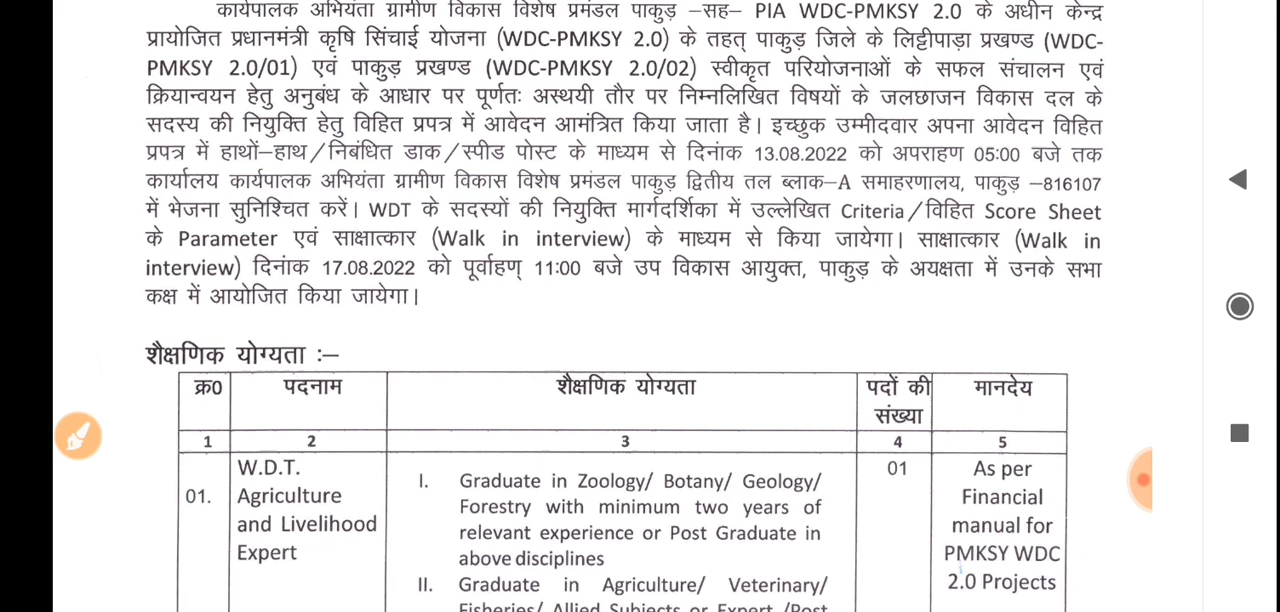 कार्यपालक अभियंता ग्रामीण विकास विशेष प्रमंडल पाकुड़ –सह– PIA WDC-PMKSY 2.0 के अधीन केन्द्र
प्रायोजित प्रधानमंत्री कृषि सिंचाई योजना (WDC-PMKSY 2.0) के तहत् पाकुड़ जिले के लिट्टीपाड़ा प्रखण्ड (WDC-
PMKSY 2.0/01) एवं पाकुड़ प्रखण्ड (WDC-PMKSY 2.0/02) स्वीकृत परियोजनाओं के सफल संचालन एवं
क्रियान्वयन हेतु अनुबंध के आधार पर पूर्णतः अस्थयी तौर पर निम्नलिखित विषयों के जलछाजन विकास दल के
सदस्य की नियुक्ति हेतु विहित प्रपत्र में आवेदन आमंत्रित किया जाता है। इच्छुक उम्मीदवार अपना आवेदन विहित
प्रपत्र में हाथों–हाथ/निबंधित डाक/स्पीड पोस्ट के माध्यम से दिनांक 13.08.2022 को अपराहण 05:00 बजे तक
कार्यालय कार्यपालक अभियंता ग्रामीण विकास विशेष प्रमंडल पाकुड़ द्वितीय तल ब्लाक–A समाहरणालय, पाकुड़ –816107
में भेजना सुनिश्चित करें। WDT के सदस्यों की नियुक्ति मार्गदर्शिका में उल्लेखित Criteria/विहित Score Sheet
के Parameter एवं साक्षात्कार (Walk in interview) के माध्यम से किया जायेगा। साक्षात्कार (Walk in
interview) दिनांक 17.08.2022 को पूर्वाहण् 11:00 बजे उप विकास आयुक्त, पाकुड़ के अयक्षता में उनके सभा
कक्ष में आयोजित किया जायेगा।
शैक्षणिक योग्यता :–
क्र0 पदनाम शैक्षणिक योग्यता पदों की संख्या मानदेय
1 2 3 4 5
01.
W.D.T.
Agriculture
and Livelihood
Expert
I. Graduate in Zoology/ Botany/ Geology/
Forestry with minimum two years of
relevant experience or Post Graduate in
above disciplines
II. Graduate in Agriculture/ Veterinary/
Fisheries/ Allied Subjects or Expert /Post
01
As per
Financial
manual for
PMKSY WDC
2.0 Projects